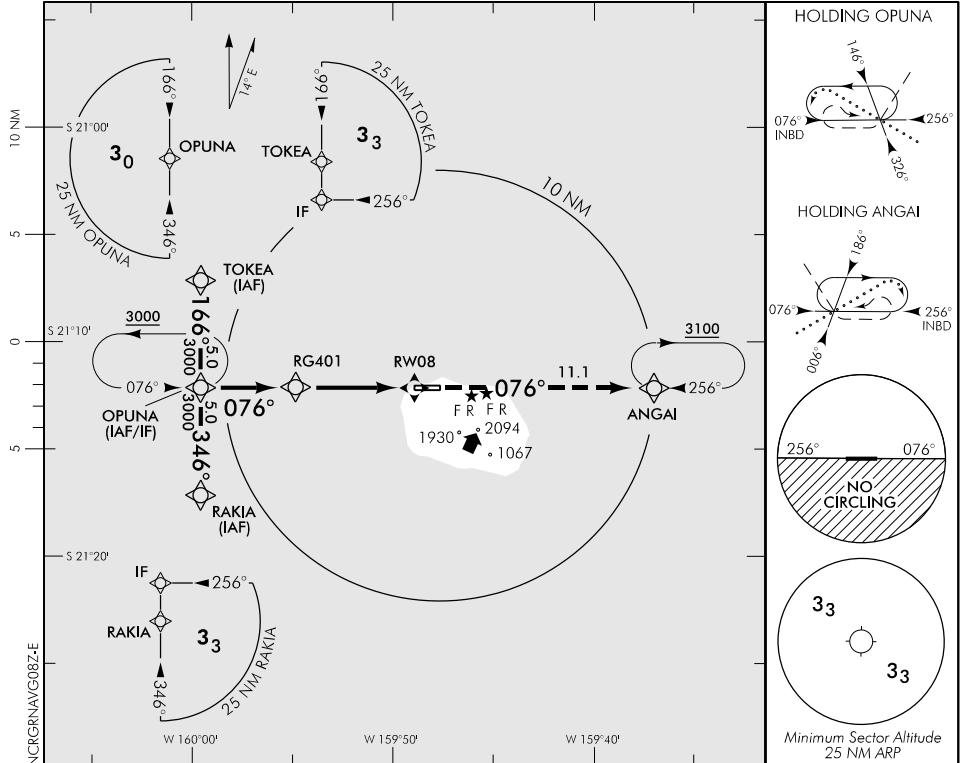 10 NM
5
0
5
S 21°00'
S 21°10'
S 21°20'
W 160°00'
W 159°50'
W 159°40'
NCRGRNAVG08Z-E
14° E
166°
OPUNA
3₀
346°
25 NM OPUNA
166°
TOKEA
IF
256°
3₃
25 NM TOKEA
10 NM
TOKEA
(IAF)
166°
5.0
3000
3000
076°
OPUNA
(IAF/IF)
076°
5.0
3000
346°
RAKIA
(IAF)
RG401
RW08
076°
11.1
F R
F R
1930
2094
1067
3100
256°
ANGAI
IF
256°
RAKIA
3₃
346°
25 NM RAKIA
HOLDING OPUNA
146°
076°
INBD
256°
326°
HOLDING ANGAI
186°
076°
256°
INBD
006°
256°
076°
NO
CIRCLING
3₃
3₃
Minimum Sector Altitude
25 NM ARP